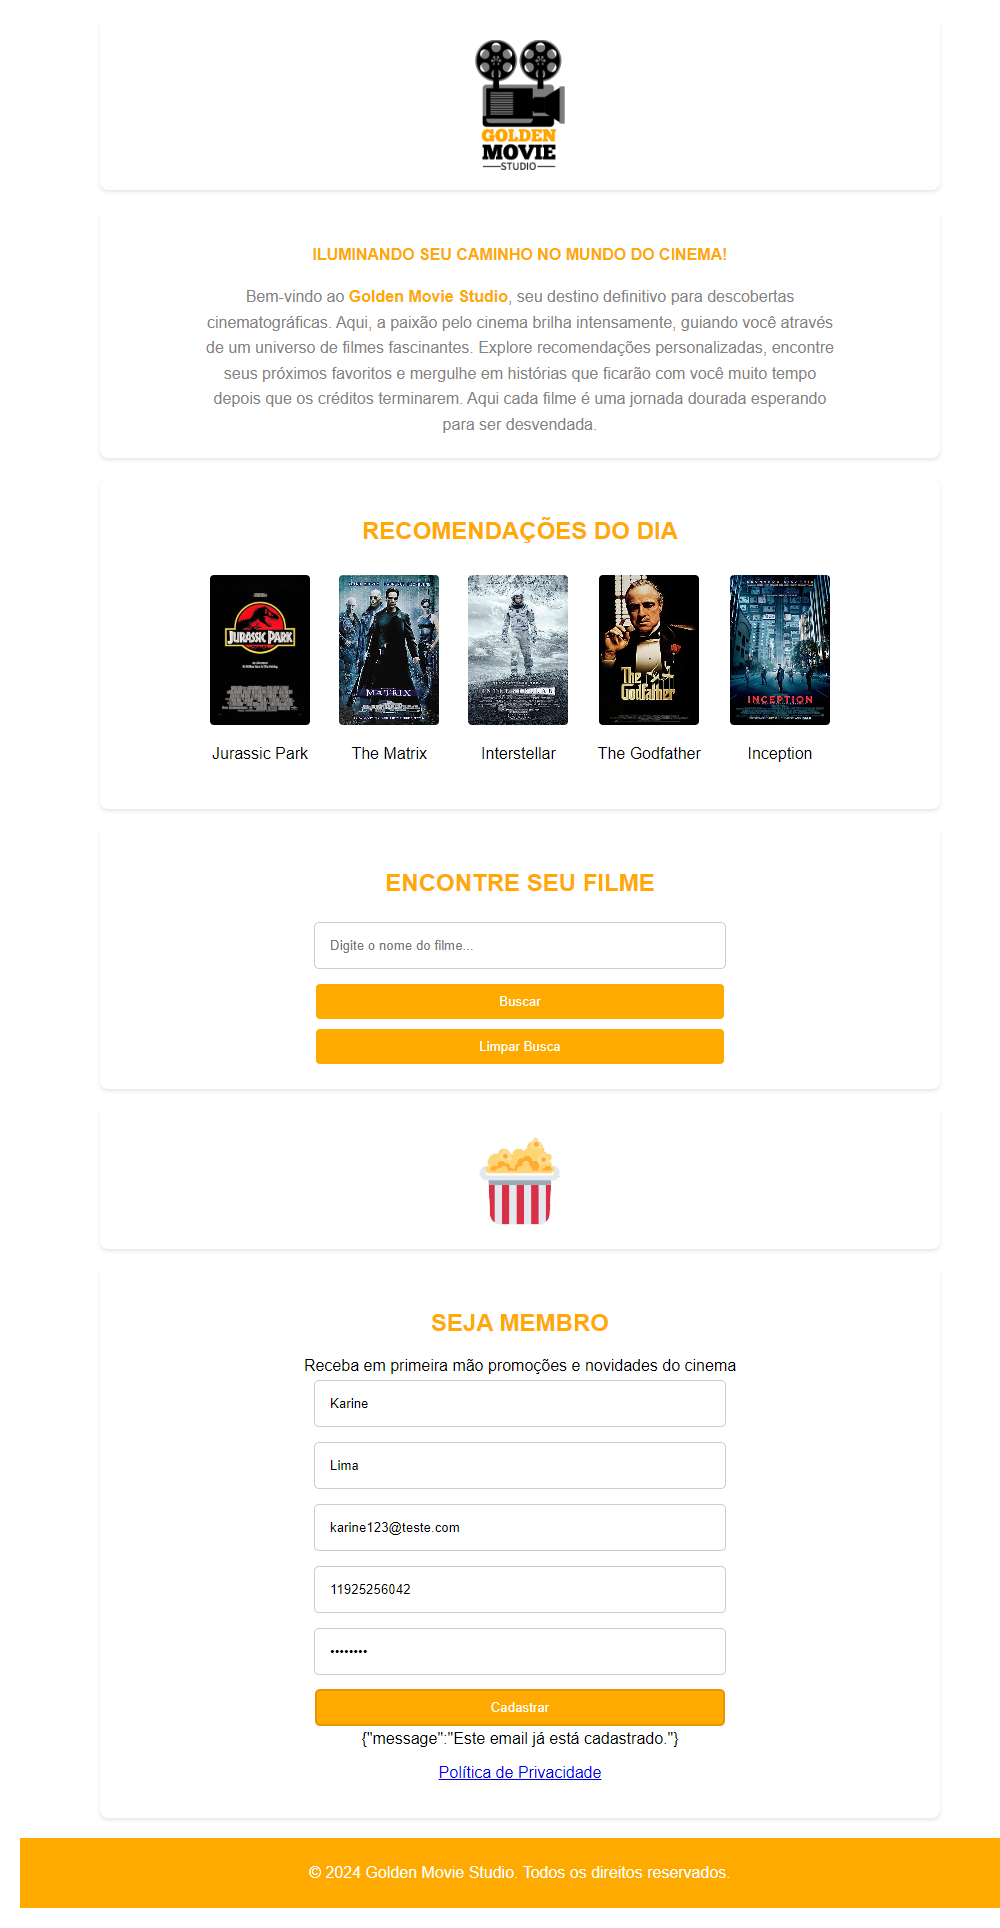 GOLDEN
MOVIE
STUDIO
ILUMINANDO SEU CAMINHO NO MUNDO DO CINEMA!
Bem-vindo ao Golden Movie Studio, seu destino definitivo para descobertas
cinematográficas. Aqui, a paixão pelo cinema brilha intensamente, guiando você através
de um universo de filmes fascinantes. Explore recomendações personalizadas, encontre
seus próximos favoritos e mergulhe em histórias que ficarão com você muito tempo
depois que os créditos terminarem. Aqui cada filme é uma jornada dourada esperando
para ser desvendada.
RECOMENDAÇÕES DO DIA
JURASSIC PARK
MATRIX
INTERSTELLAR
The
Godfather
INCEPTION
Jurassic Park
The Matrix
Interstellar
The Godfather
Inception
ENCONTRE SEU FILME
Digite o nome do filme...
Buscar
Limpar Busca
SEJA MEMBRO
Receba em primeira mão promoções e novidades do cinema
Karine
Lima
karine123@teste.com
11925256042
••••••••
Cadastrar
{"message":"Este email já está cadastrado."}
Política de Privacidade
© 2024 Golden Movie Studio. Todos os direitos reservados.